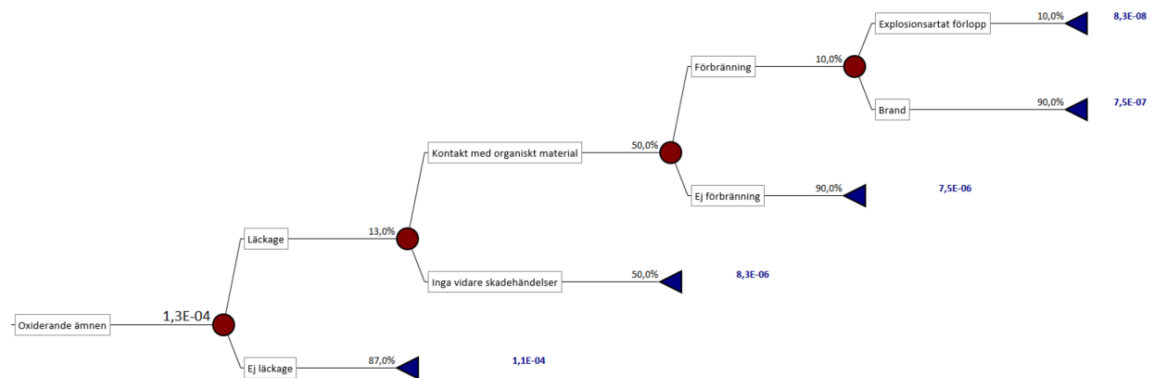 Explosionsartat förlopp
10,0%
8,3E-08
Förbränning
10,0%
Brand
90,0%
7,5E-07
Kontakt med organiskt material
50,0%
Ej förbränning
90,0%
7,5E-06
Läckage
13,0%
Inga vidare skadehändelser
50,0%
8,3E-06
Oxiderande ämnen
1,3E-04
Ej läckage
87,0%
1,1E-04